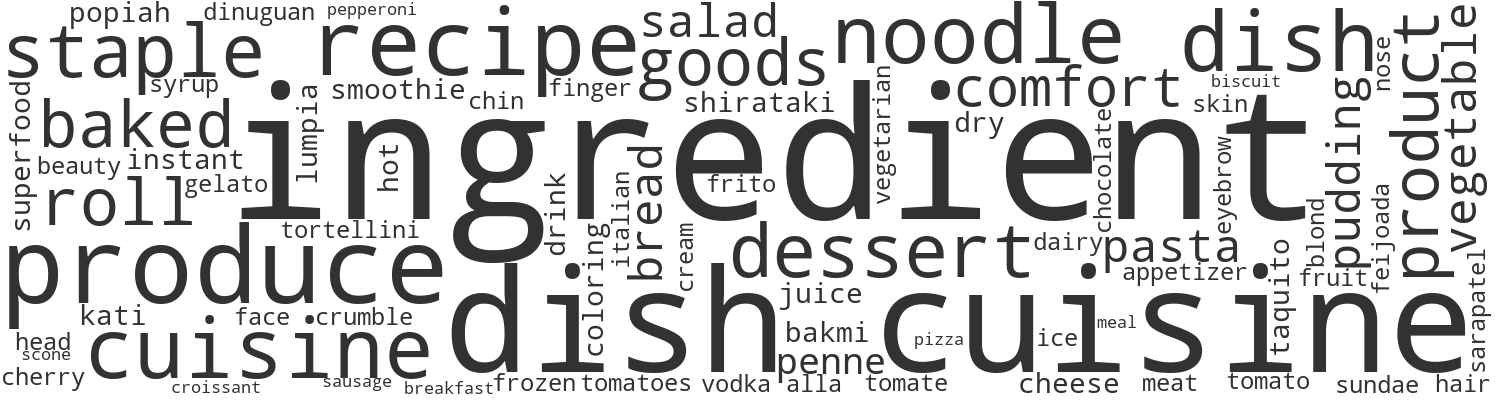 popiah
dinuguan
pepperoni
staple
recipe
salad
goods
noodle
dish
nose
product
vegetable
syrup
smoothie
chin
finger
shirataki
comfort
biscuit
skin
superfood
baked
ingredient
lumpia
hot
vegetarian
dry
chocolate
eyebrow
pudding
beauty
instant
roll
gelato
drink
italian
bread
frito
blond
feijoada
tortellini
coloring
cream
dessert
dairy
pasta
appetizer
taquito
fruit
produce
dish
juice
cuisine
sarapatel
kati
face
crumble
cuisine
bakmi
penne
pizza
ice
meal
head
scone
cherry
croissant
sausage
breakfast
frozen
tomatoes
vodka
alla
tomate
cheese
meat
tomato
sundae
hair